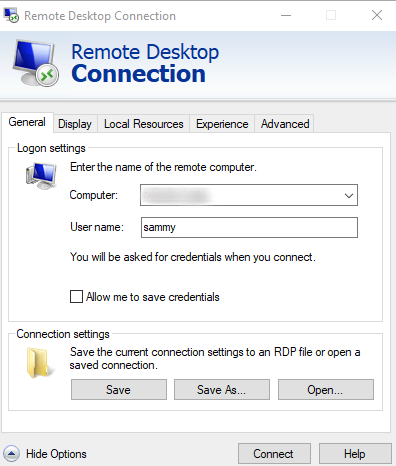 Remote Desktop Connection
Remote Desktop
Connection
General Display Local Resources Experience Advanced
Logon settings
Enter the name of the remote computer.
Computer:
User name: sammy
You will be asked for credentials when you connect.
Allow me to save credentials
Connection settings
Save the current connection settings to an RDP file or open a
saved connection.
Save Save As... Open...
Hide Options Connect Help